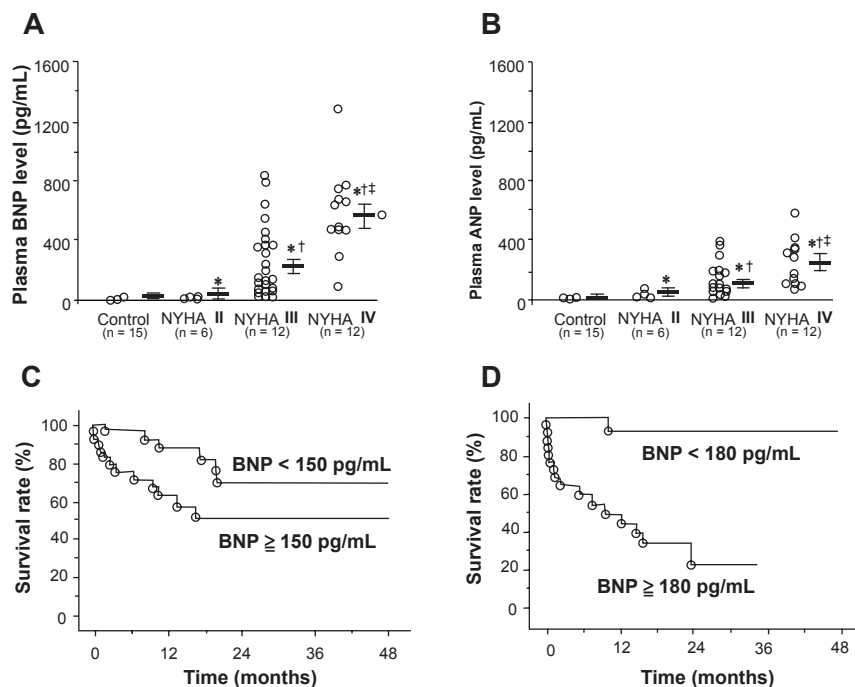 A
Plasma BNP level (pg/mL)
1600
1200
800
400
0
*
* †
*†‡
Control
(n = 15)
NYHA II
(n = 6)
NYHA III
(n = 12)
NYHA IV
(n = 12)
B
Plasma ANP level (pg/mL)
1600
1200
800
400
0
*
* †
*†‡
Control
(n = 15)
NYHA II
(n = 6)
NYHA III
(n = 12)
NYHA IV
(n = 12)
C
Survival rate (%)
100
80
60
40
20
0
BNP < 150 pg/mL
BNP ≧ 150 pg/mL
0 12 24 36 48
Time (months)
D
Survival rate (%)
100
80
60
40
20
0
BNP < 180 pg/mL
BNP ≧ 180 pg/mL
0 12 24 36 48
Time (months)